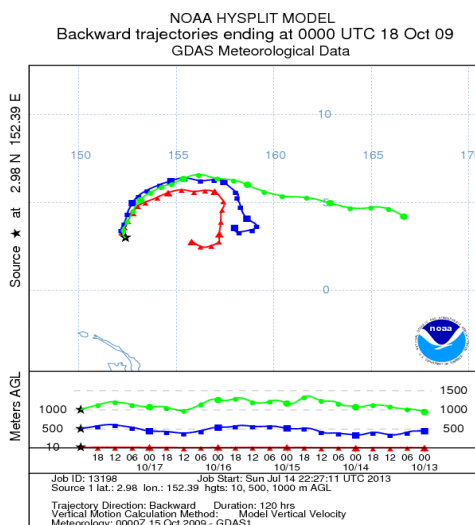 NOAA HYSPLIT MODEL
Backward trajectories ending at 0000 UTC 18 Oct 09
GDAS Meteorological Data
Source ★ at 2.98 N 152.39 E
10
150 155 160 165 170
5
0
noaa
Meters AGL
1500
1000 1000
500 500
10
18 12 06 00 18 12 06 00 18 12 06 00 18 12 06 00 18 12 06 00
10/17 10/16 10/15 10/14 10/13
Job ID: 13198 Job Start: Sun Jul 14 22:27:11 UTC 2013
Source 1 lat.: 2.98 lon.: 152.39 hgts: 10, 500, 1000 m AGL
Trajectory Direction: Backward Duration: 120 hrs
Vertical Motion Calculation Method: Model Vertical Velocity
Meteorology: 0000Z 15 Oct 2009 - GDAS1